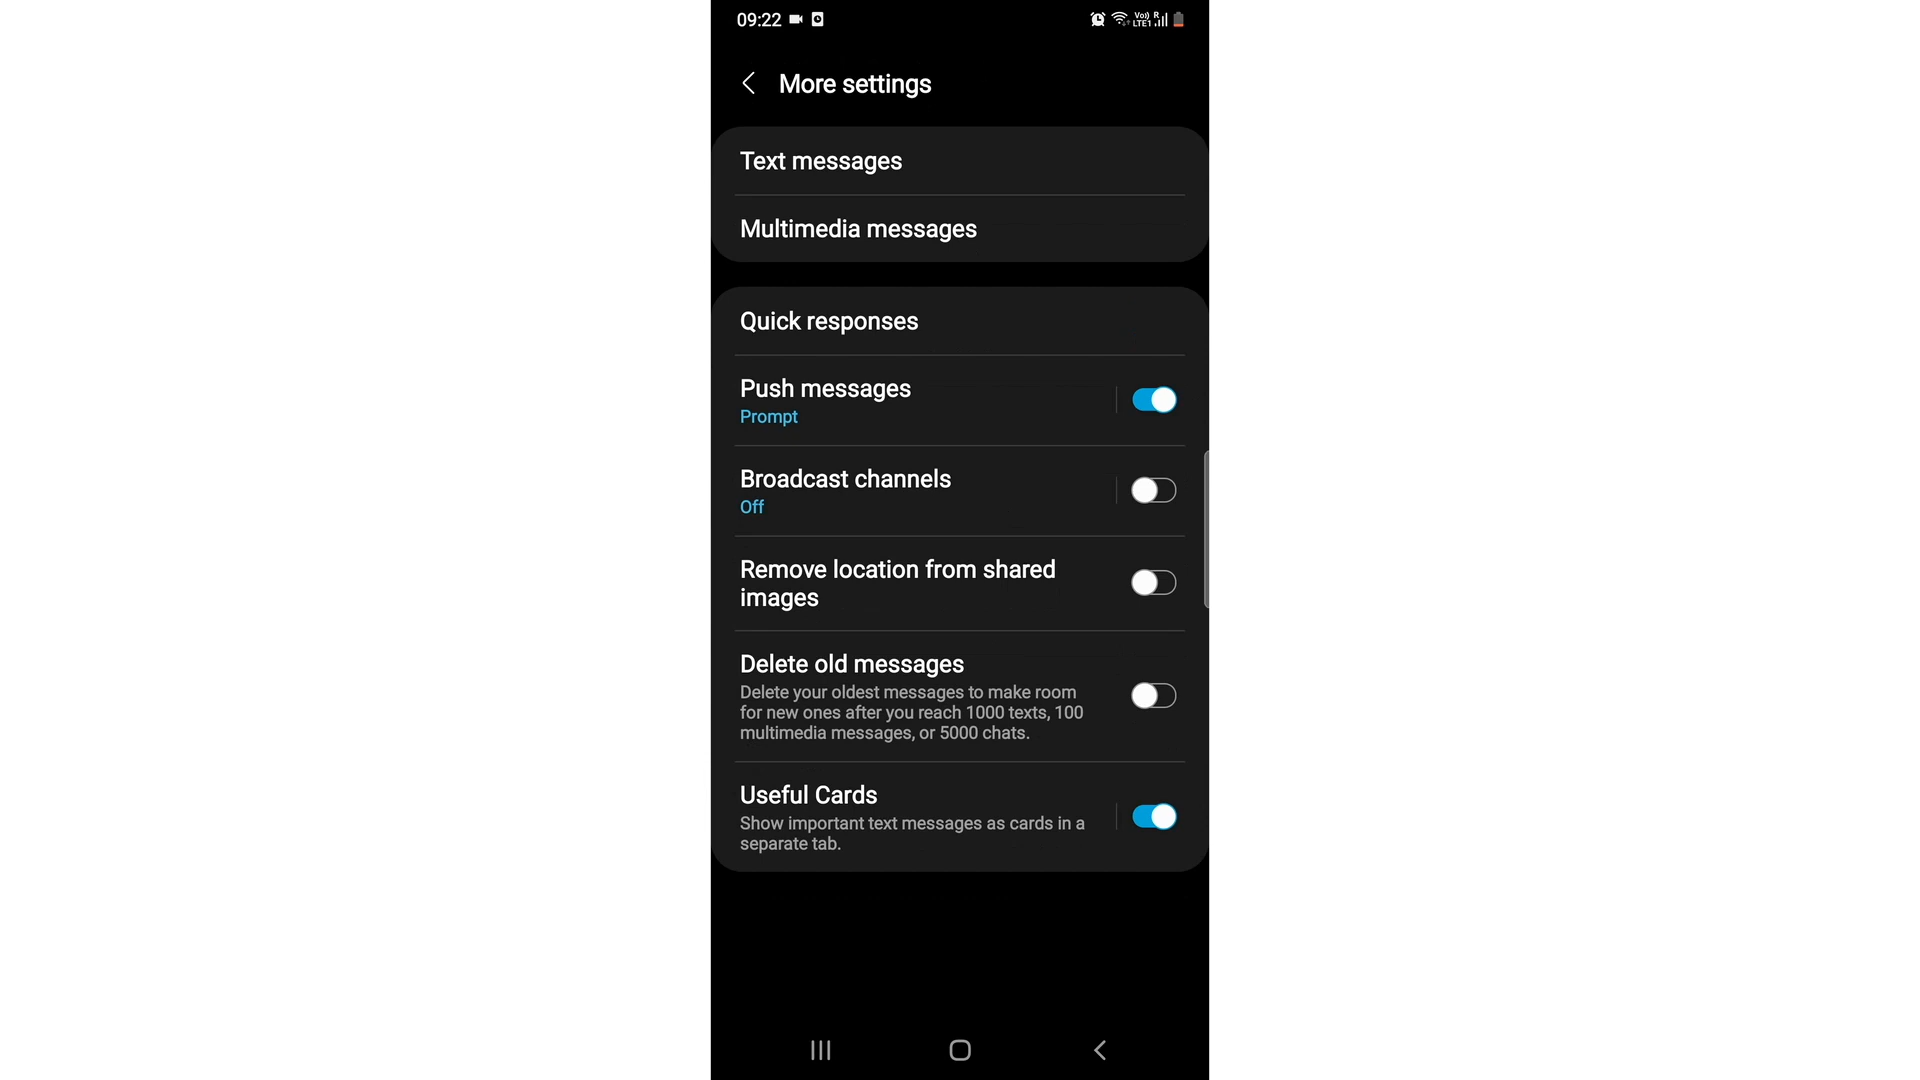 09:22
Vo) R
LTE1
More settings
Text messages
Multimedia messages
Quick responses
Push messages
Prompt
Broadcast channels
Off
Remove location from shared
images
Delete old messages
Delete your oldest messages to make room
for new ones after you reach 1000 texts, 100
multimedia messages, or 5000 chats.
Useful Cards
Show important text messages as cards in a
separate tab.